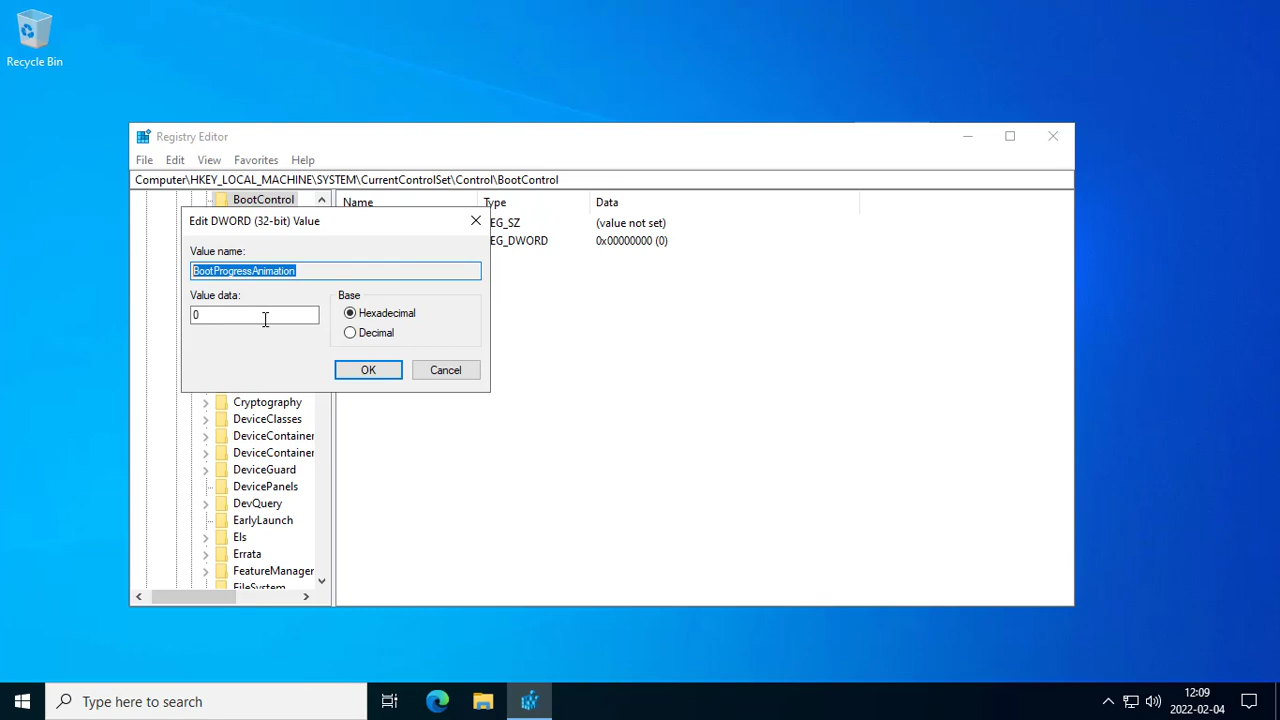 Recycle Bin
Registry Editor
File Edit View Favorites Help
Computer\HKEY_LOCAL_MACHINE\SYSTEM\CurrentControlSet\Control\BootControl
BootControl
Name Type Data
EG_SZ (value not set)
EG_DWORD 0x00000000 (0)
Edit DWORD (32-bit) Value
Value name:
BootProgressAnimation
Value data:
0
Base
Hexadecimal
Decimal
OK Cancel
Cryptography
DeviceClasses
DeviceContainer
DeviceContainer
DeviceGuard
DevicePanels
DevQuery
EarlyLaunch
Els
Errata
FeatureManager
FileSystem
Type here to search
12:09
2022-02-04